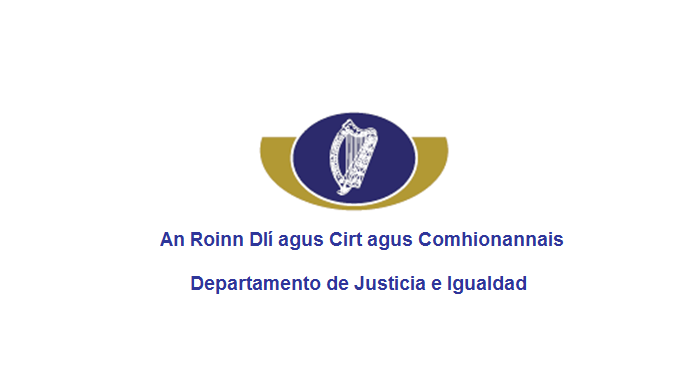 An Roinn Dlí agus Cirt agus Comhionannais
Departamento de Justicia e Igualdad